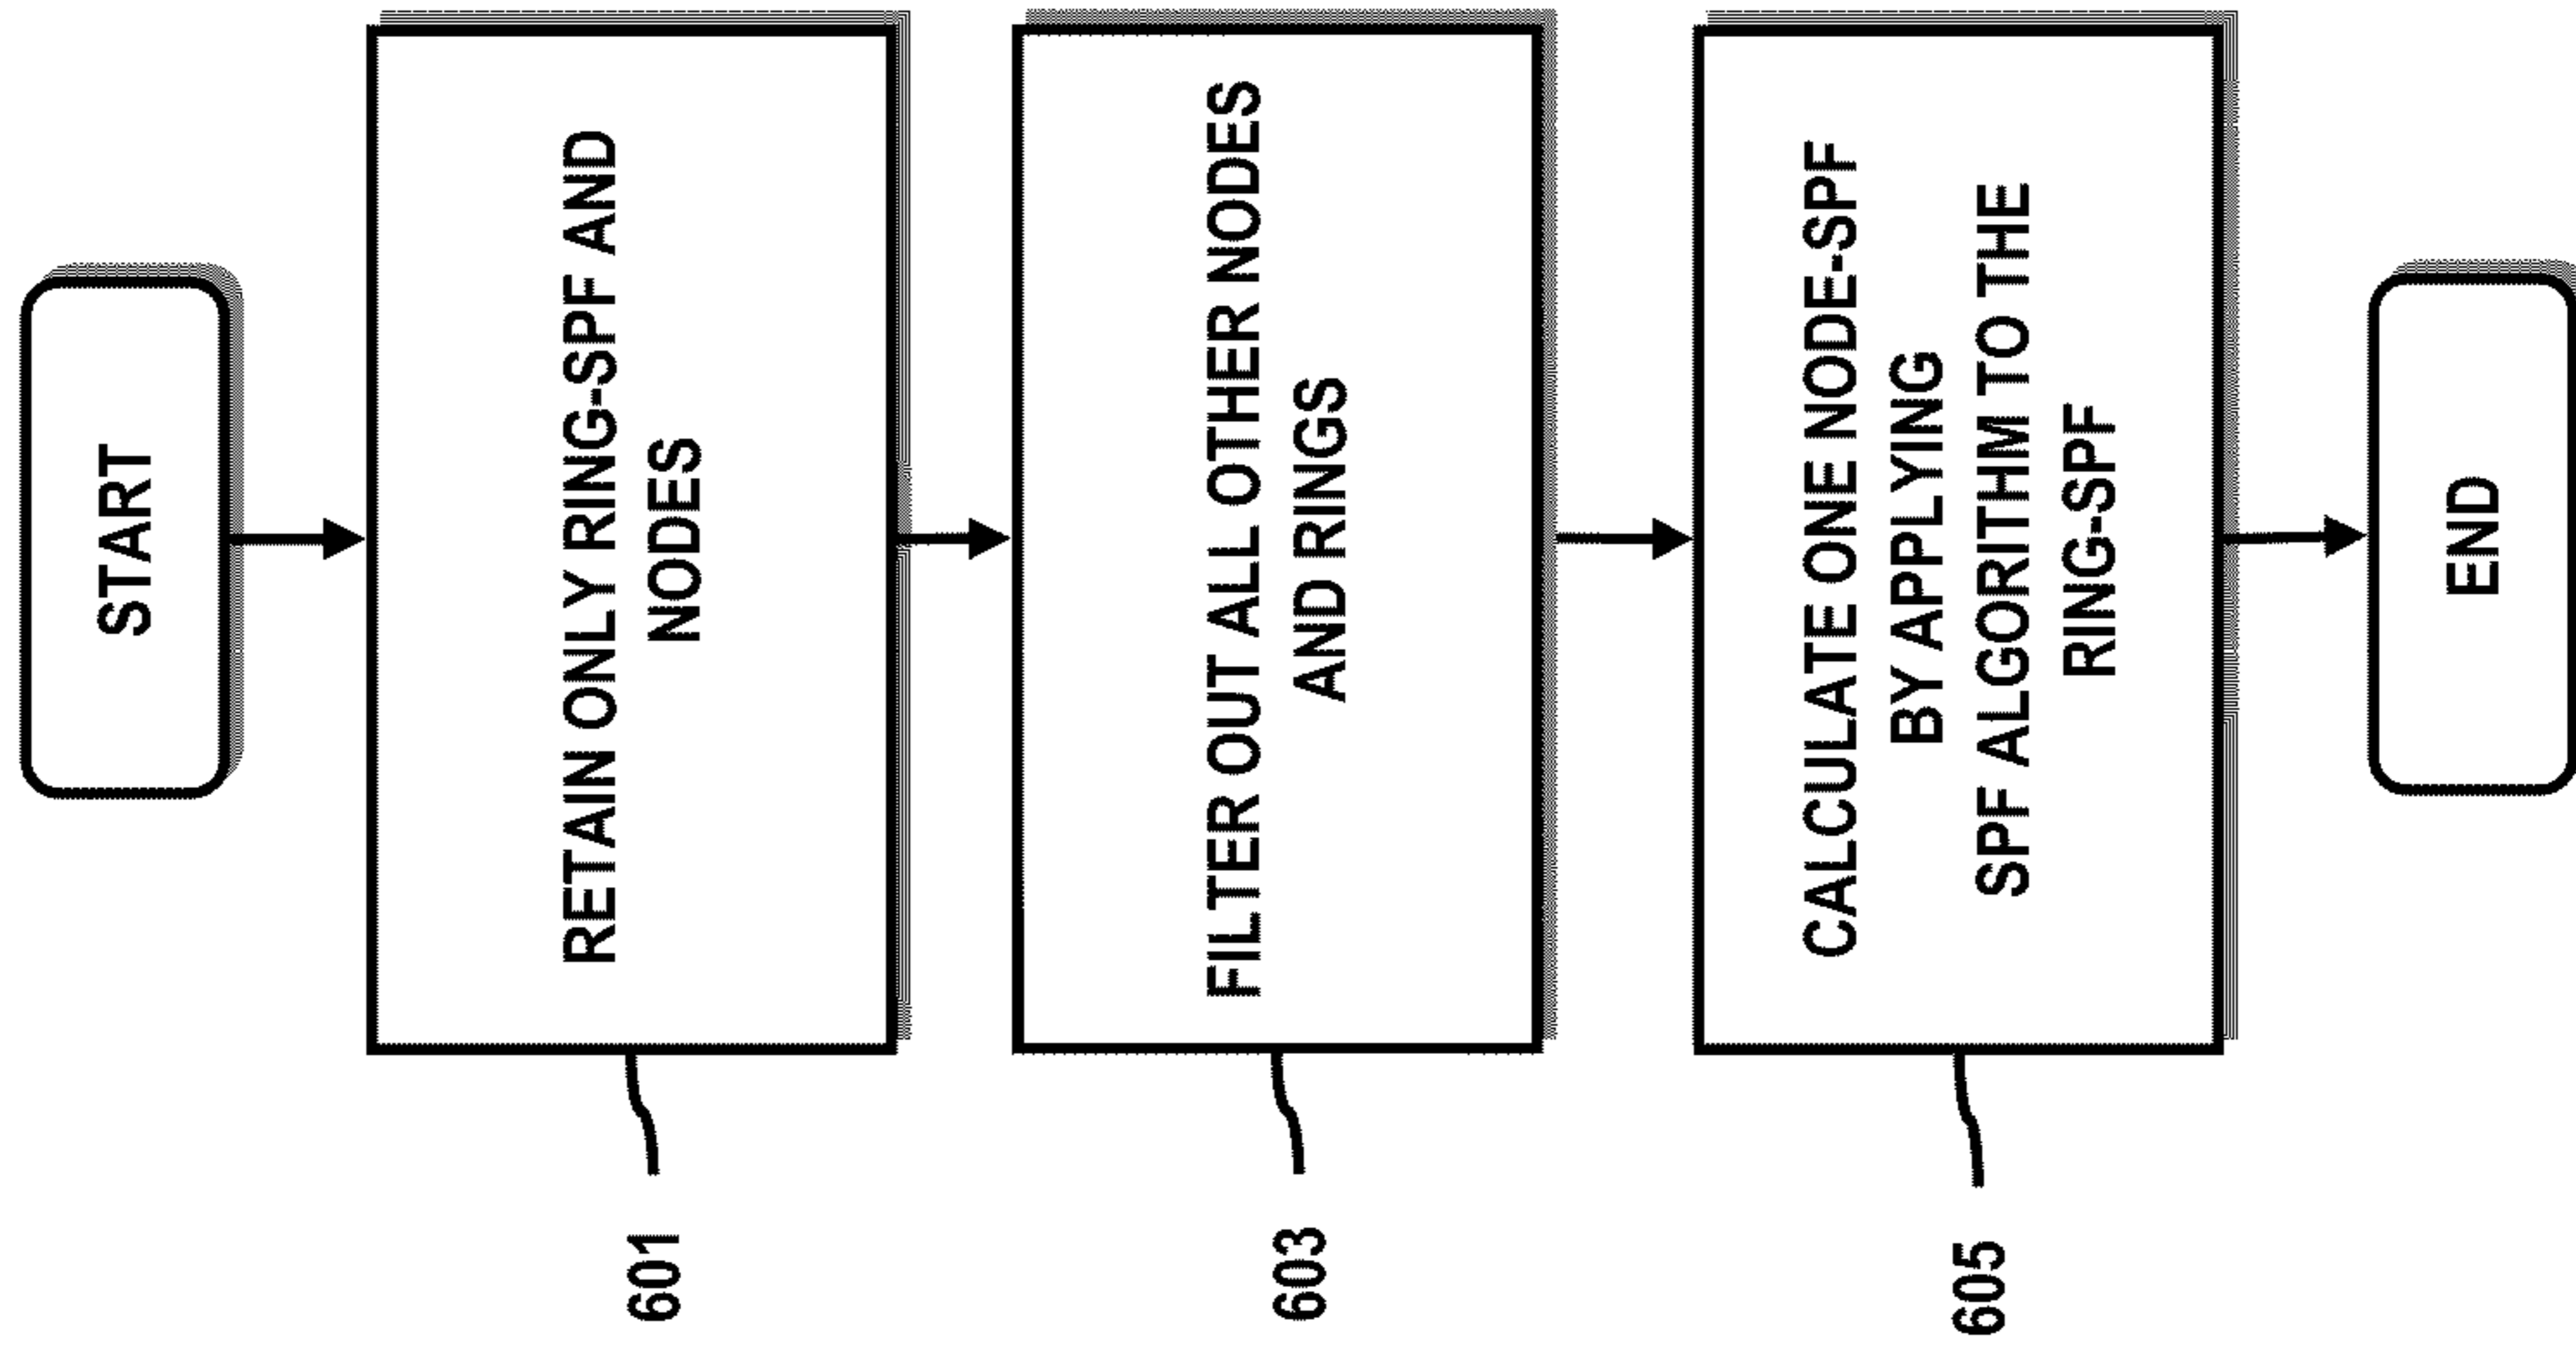 START
RETAIN ONLY RING-SPF AND
NODES
601
FILTER OUT ALL OTHER NODES
AND RINGS
603
CALCULATE ONE NODE-SPF
BY APPLYING
SPF ALGORITHM TO THE
RING-SPF
605
END